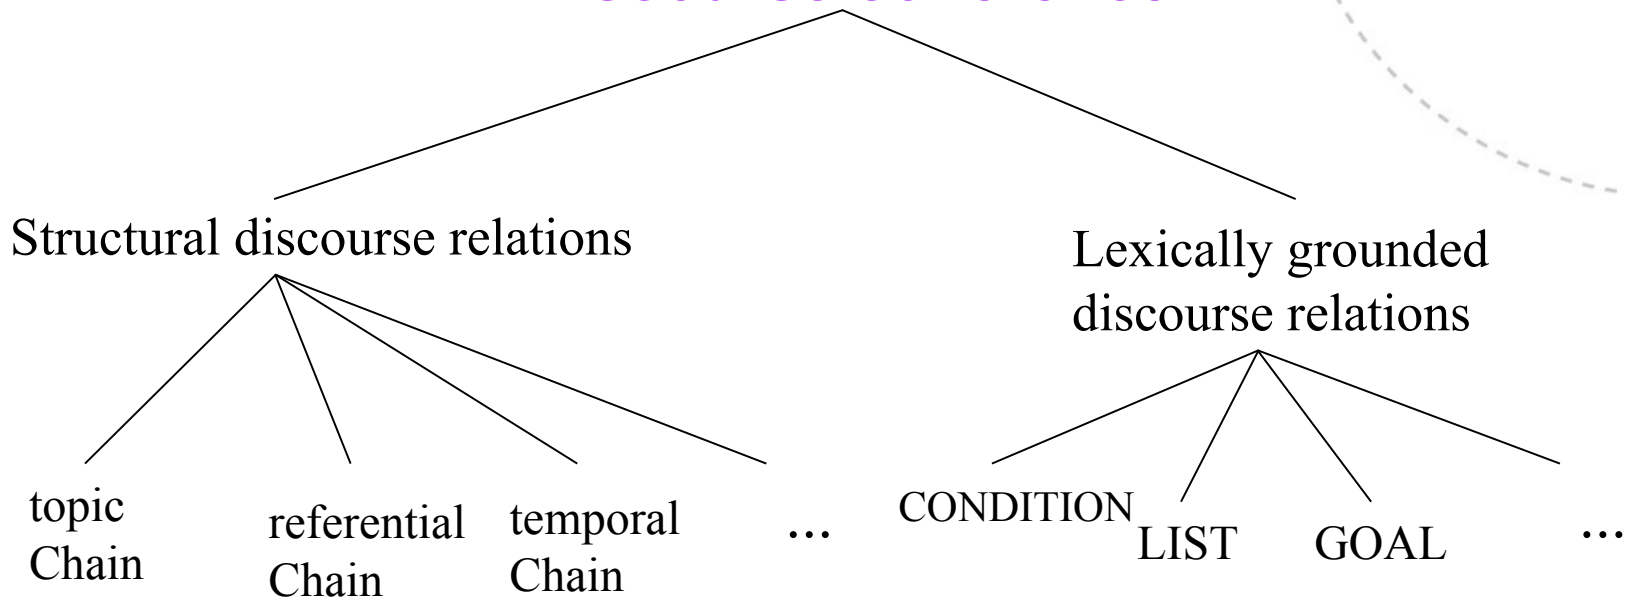 Structural discourse relations
Lexically grounded
discourse relations
topic
Chain
referential
Chain
temporal
Chain
...
CONDITION
LIST
GOAL
...